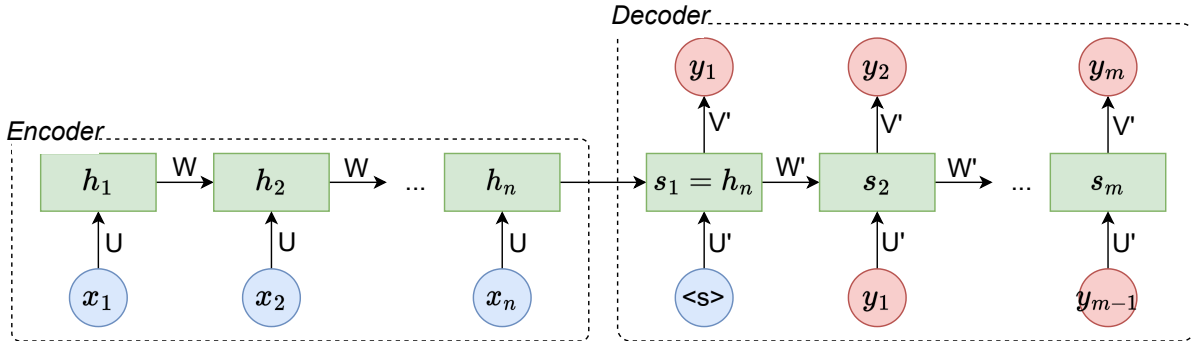 Decoder
y₁ y₂ yₘ
V' V' V'
Encoder
h₁ W h₂ W ... hₙ s₁ = hₙ W' s₂ W' ... sₘ
U U U U' U' U'
x₁ x₂ xₙ <s> y₁ yₘ₋₁